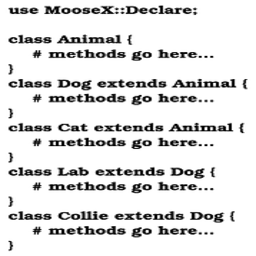 use MooseX::Declare;

class Animal {
    # methods go here...
}
class Dog extends Animal {
    # methods go here...
}
class Cat extends Animal {
    # methods go here...
}
class Lab extends Dog {
    # methods go here...
}
class Collie extends Dog {
    # methods go here...
}